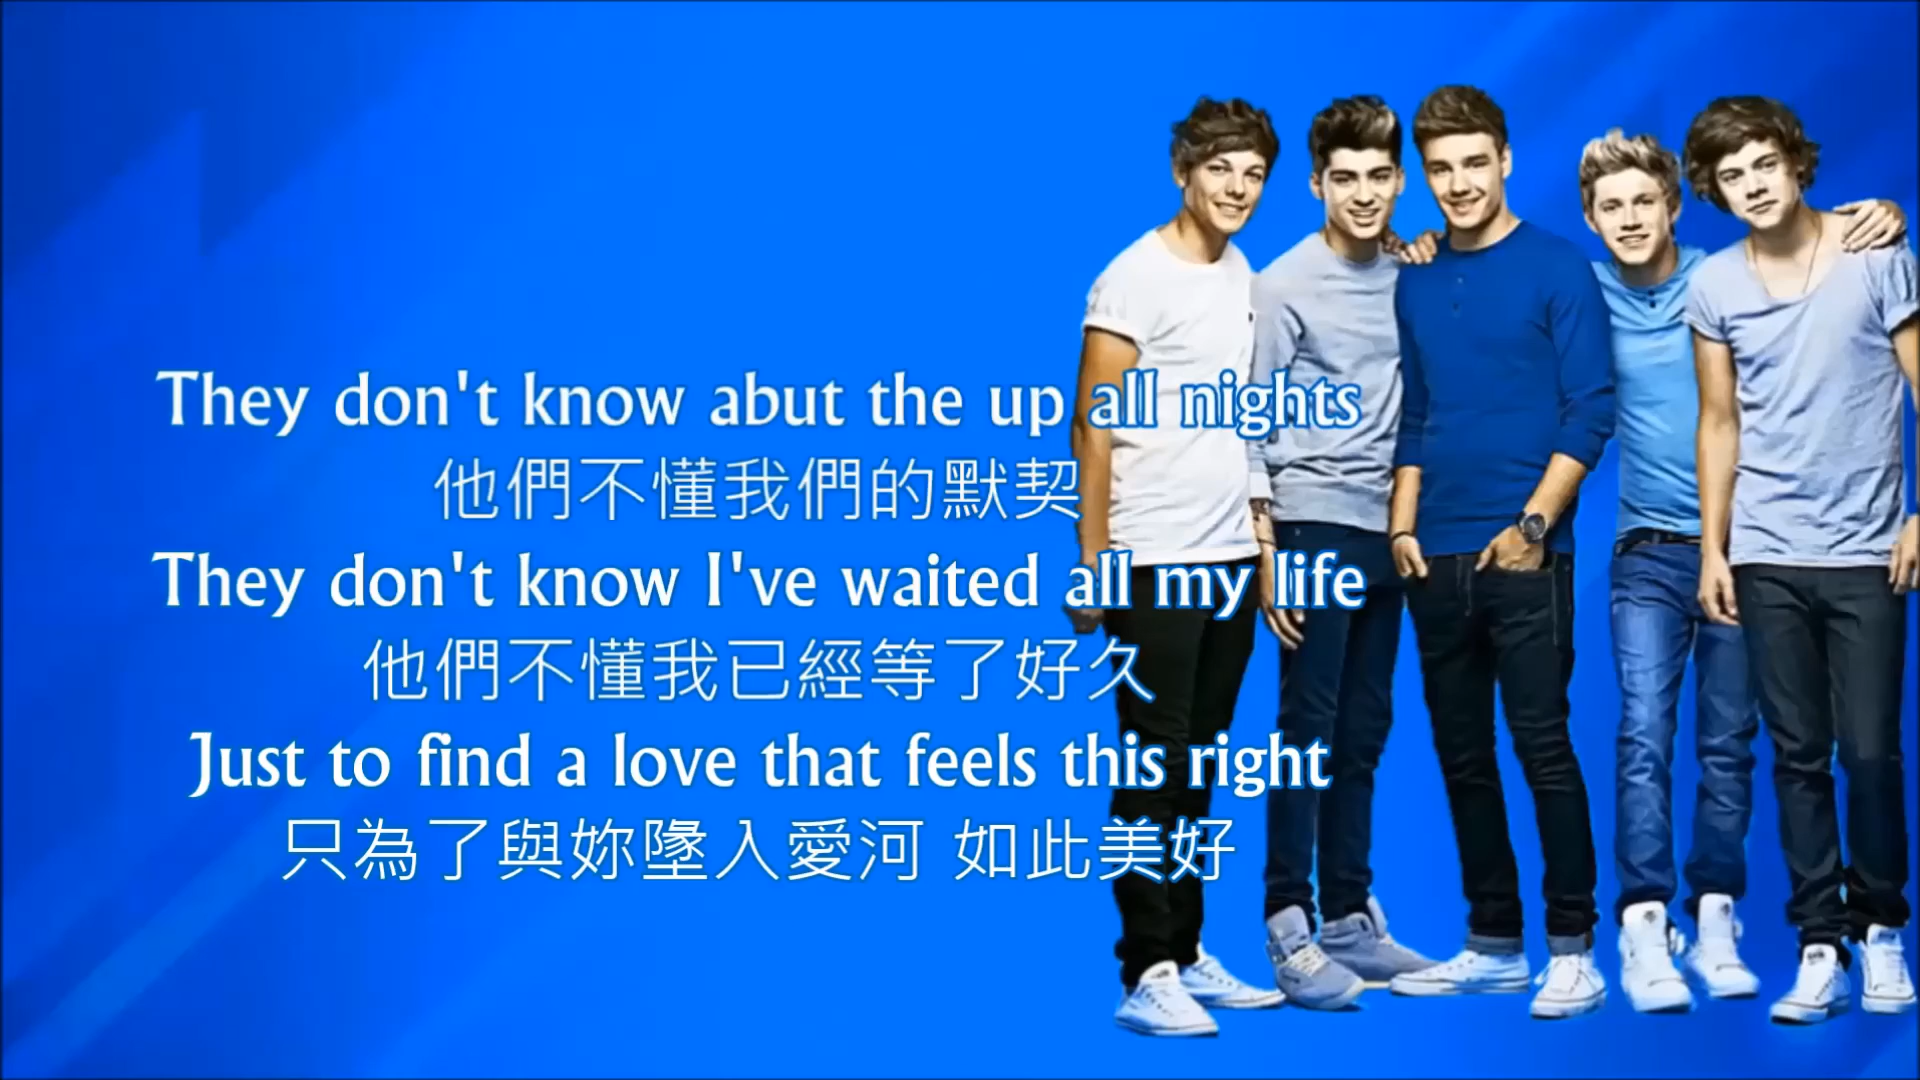 They don't know abut the up all nights
他們不懂我們的默契
They don't know I've waited all my life
他們不懂我已經等了好久
Just to find a love that feels this right
只為了與妳墜入愛河 如此美好